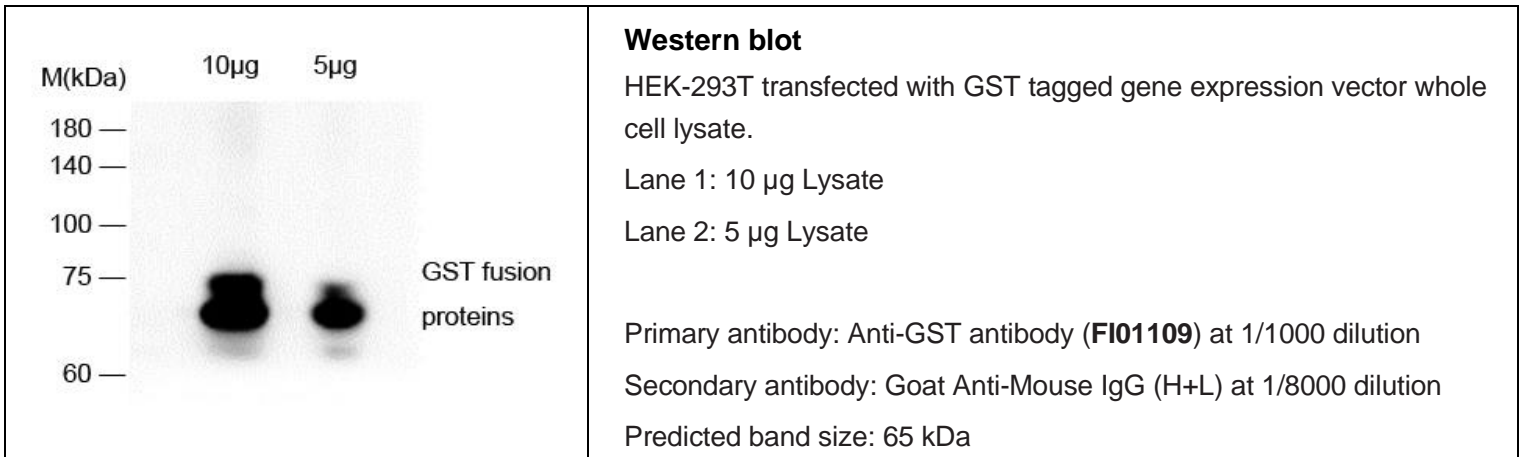 M(kDa) 10μg 5μg
180
140
100
75
60
GST fusion
proteins
Western blot
HEK-293T transfected with GST tagged gene expression vector whole
cell lysate.
Lane 1: 10 μg Lysate
Lane 2: 5 μg Lysate
Primary antibody: Anti-GST antibody (FI01109) at 1/1000 dilution
Secondary antibody: Goat Anti-Mouse IgG (H+L) at 1/8000 dilution
Predicted band size: 65 kDa